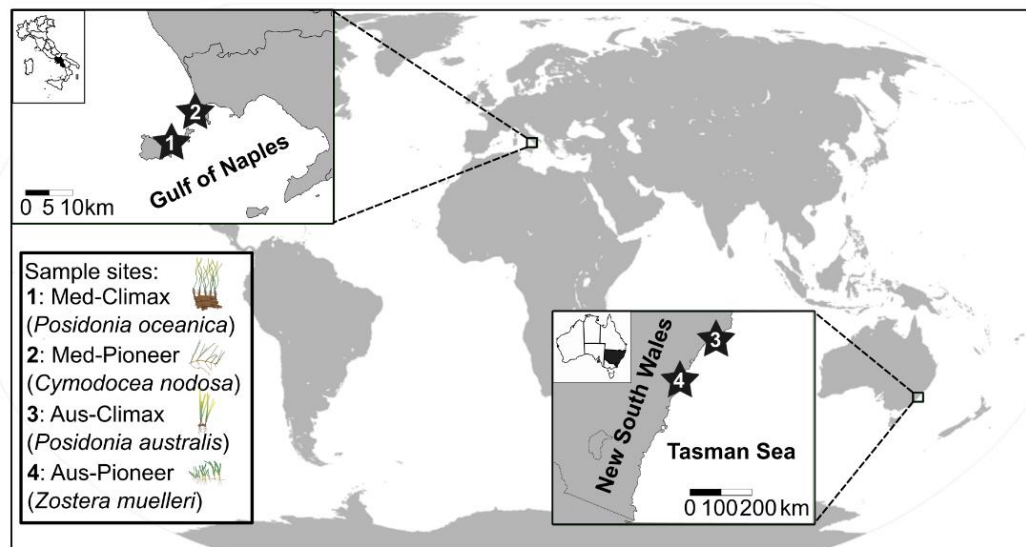 2
1
Gulf of Naples
0 5 10km
Sample sites:
1: Med-Climax
(Posidonia oceanica)
2: Med-Pioneer
(Cymodocea nodosa)
3: Aus-Climax
(Posidonia australis)
4: Aus-Pioneer
(Zostera muelleri)
3
4
New South Wales
Tasman Sea
0 100 200 km